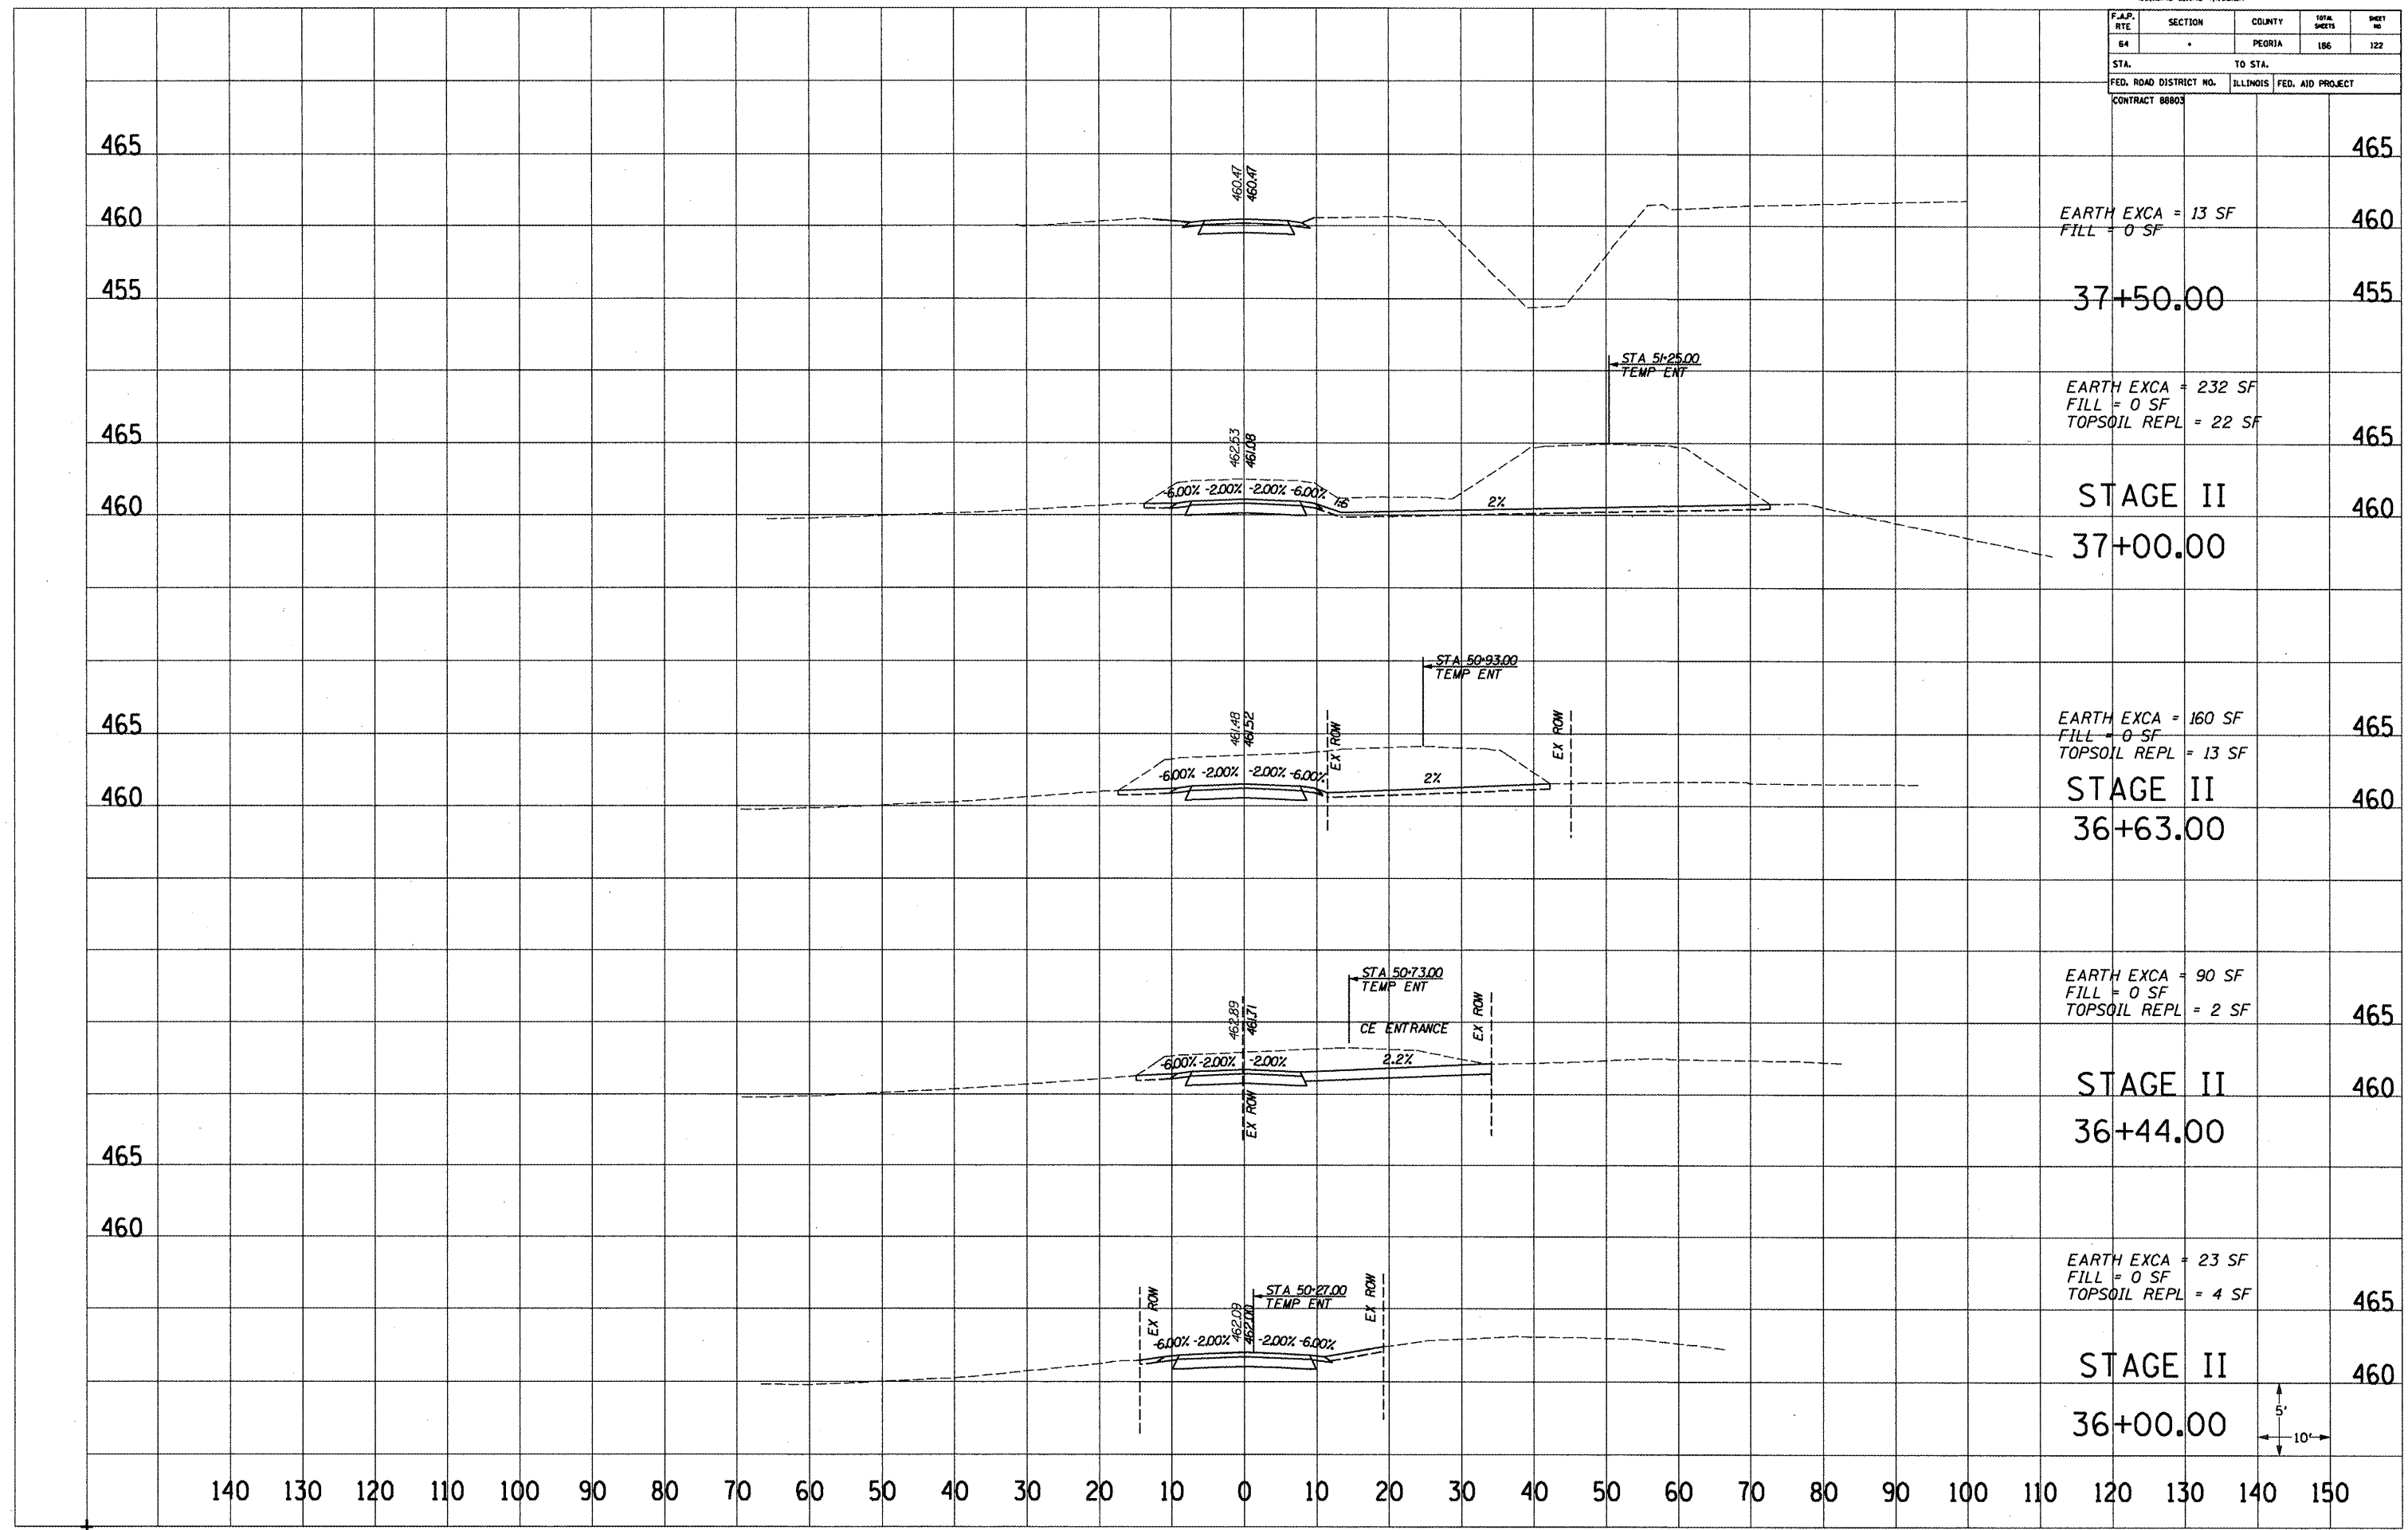 F.A.P. RTE SECTION COUNTY TOTAL SHEETS SHEET NO
64 • PEORIA 186 122
STA. TO STA.
FED. ROAD DISTRICT NO. ILLINOIS FED. AID PROJECT
CONTRACT 88803
465 465
460.47
460.47
460 460
EARTH EXCA = 13 SF
FILL = 0 SF
455 455
37+50.00
STA 51+25.00
TEMP ENT
EARTH EXCA = 232 SF
FILL = 0 SF
TOPSOIL REPL = 22 SF
465 465
462.53
461.08
-6.00% -2.00% -2.00% -6.00%
1:6
2%
460 460
STAGE II
37+00.00
STA 50+93.00
TEMP ENT
465 465
461.48
461.52
EX ROW
EX ROW
EARTH EXCA = 160 SF
FILL = 0 SF
TOPSOIL REPL = 13 SF
-6.00% -2.00% -2.00% -6.00%
2%
460 460
STAGE II
36+63.00
STA 50+73.00
TEMP ENT
EARTH EXCA = 90 SF
FILL = 0 SF
TOPSOIL REPL = 2 SF
462.89
461.71
CE ENTRANCE
EX ROW
465
-6.00% -2.00% -2.00%
2.2%
EX ROW
STAGE II
460
36+44.00
465
460
EARTH EXCA = 23 SF
FILL = 0 SF
TOPSOIL REPL = 4 SF
465
EX ROW
STA 50+27.00
TEMP ENT
462.09
462.00
EX ROW
-6.00% -2.00% -2.00% -6.00%
STAGE II
460
36+00.00
5'
10'
140 130 120 110 100 90 80 70 60 50 40 30 20 10 0 10 20 30 40 50 60 70 80 90 100 110 120 130 140 150